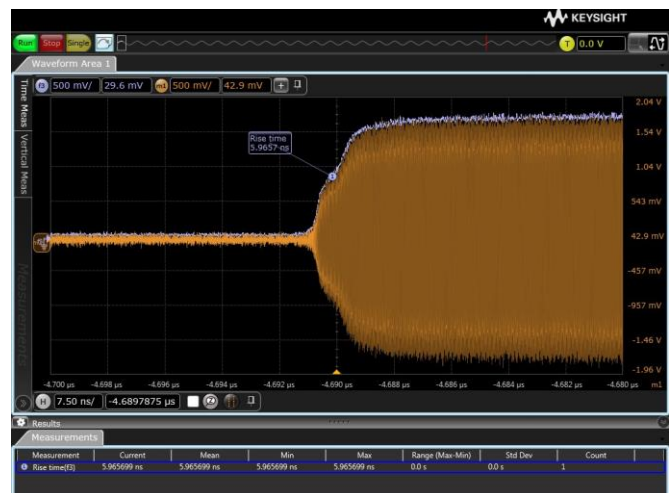 KEYSIGHT
Run Stop Single T 0.0 V
Waveform Area 1
f3 500 mV/ 29.6 mV m1 500 mV/ 42.9 mV +
Time Meas
Vertical Meas
Measurements
Rise time
5.9657 ns
2.04 V
1.54 V
1.04 V
543 mV
42.9 mV
-457 mV
-957 mV
-1.46 V
-1.96 V
-4.700 µs -4.698 µs -4.696 µs -4.694 µs -4.692 µs -4.690 µs -4.688 µs -4.686 µs -4.684 µs -4.682 µs -4.680 µs m1
H 7.50 ns/ -4.6897875 µs
Results
Measurements
Measurement Current Mean Min Max Range (Max-Min) Std Dev Count
Rise time(f3) 5.965699 ns 5.965699 ns 5.965699 ns 5.965699 ns 0.0 s 0.0 s 1